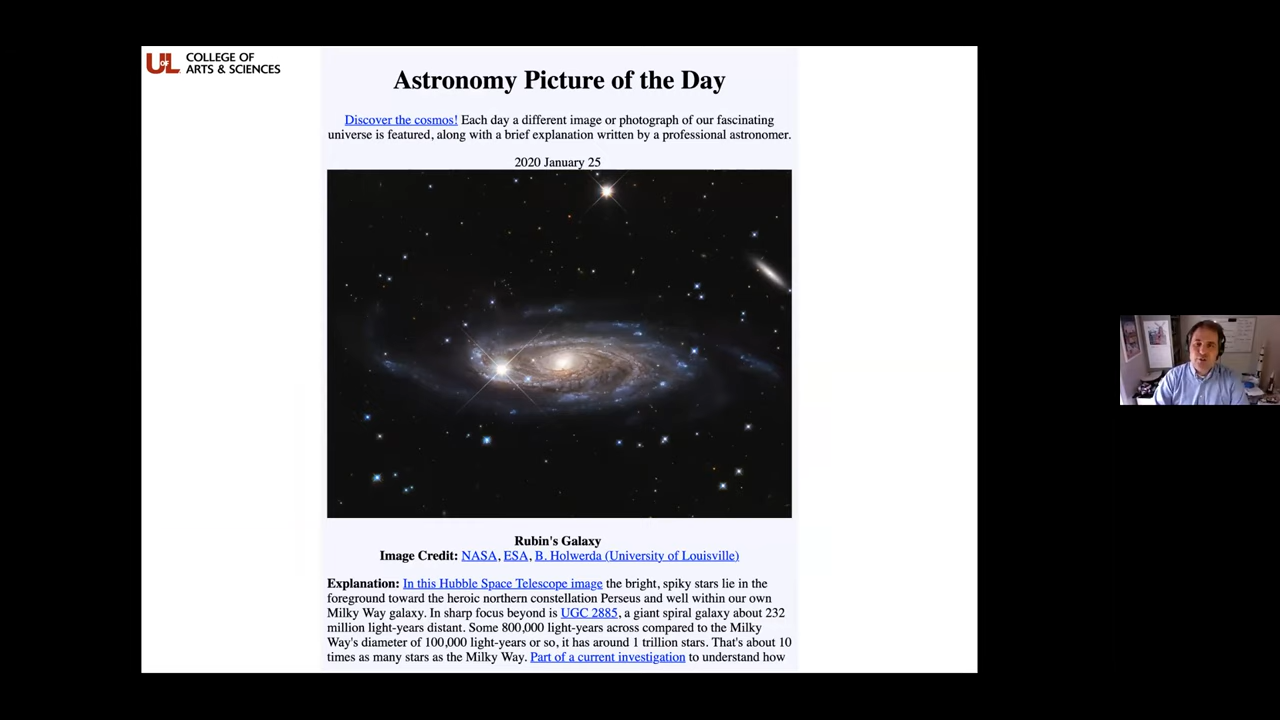 UofL COLLEGE OF
ARTS & SCIENCES
Astronomy Picture of the Day
Discover the cosmos! Each day a different image or photograph of our fascinating
universe is featured, along with a brief explanation written by a professional astronomer.
2020 January 25
Rubin's Galaxy
Image Credit: NASA, ESA, B. Holwerda (University of Louisville)
Explanation: In this Hubble Space Telescope image the bright, spiky stars lie in the
foreground toward the heroic northern constellation Perseus and well within our own
Milky Way galaxy. In sharp focus beyond is UGC 2885, a giant spiral galaxy about 232
million light-years distant. Some 800,000 light-years across compared to the Milky
Way's diameter of 100,000 light-years or so, it has around 1 trillion stars. That's about 10
times as many stars as the Milky Way. Part of a current investigation to understand how